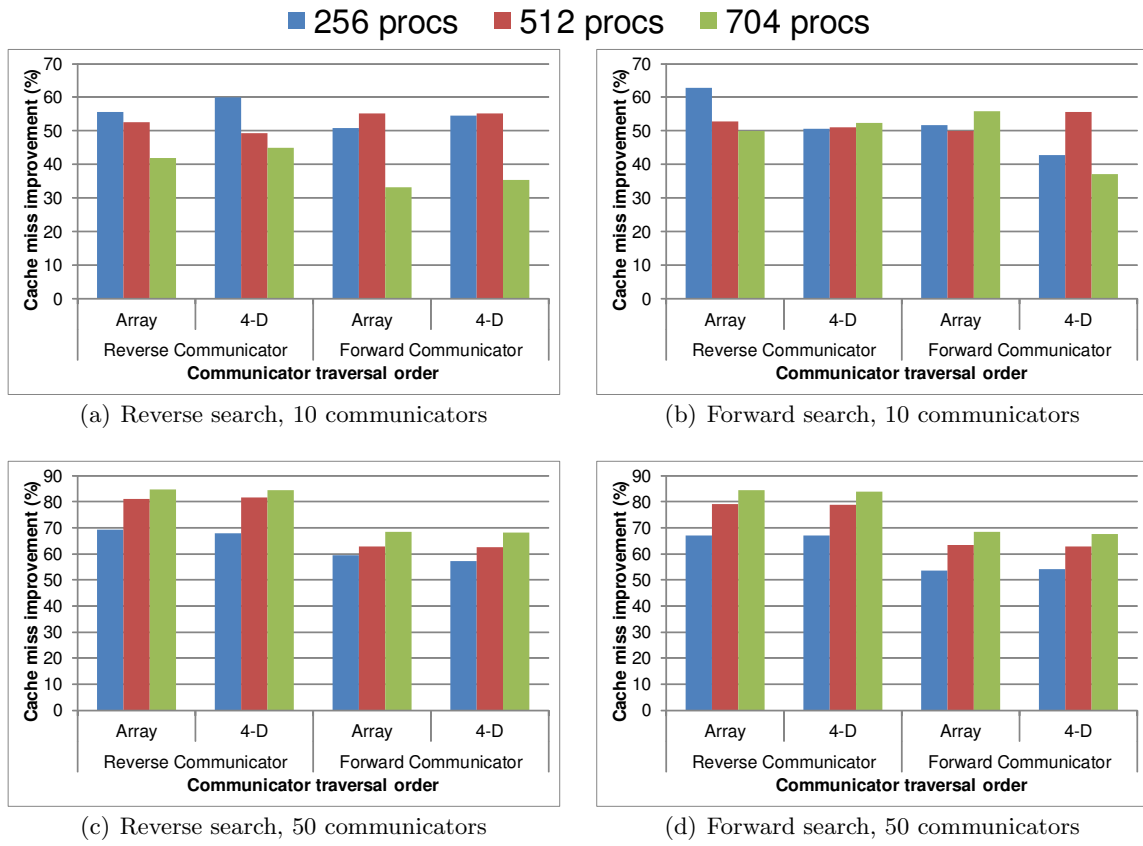 256 procs 512 procs 704 procs
Cache miss improvement (%)
70
60
50
40
30
20
10
0
Array 4-D Array 4-D
Reverse Communicator Forward Communicator
Communicator traversal order
(a) Reverse search, 10 communicators
Cache miss improvement (%)
70
60
50
40
30
20
10
0
Array 4-D Array 4-D
Reverse Communicator Forward Communicator
Communicator traversal order
(b) Forward search, 10 communicators
Cache miss improvement (%)
90
80
70
60
50
40
30
20
10
0
Array 4-D Array 4-D
Reverse Communicator Forward Communicator
Communicator traversal order
(c) Reverse search, 50 communicators
Cache miss improvement (%)
90
80
70
60
50
40
30
20
10
0
Array 4-D Array 4-D
Reverse Communicator Forward Communicator
Communicator traversal order
(d) Forward search, 50 communicators